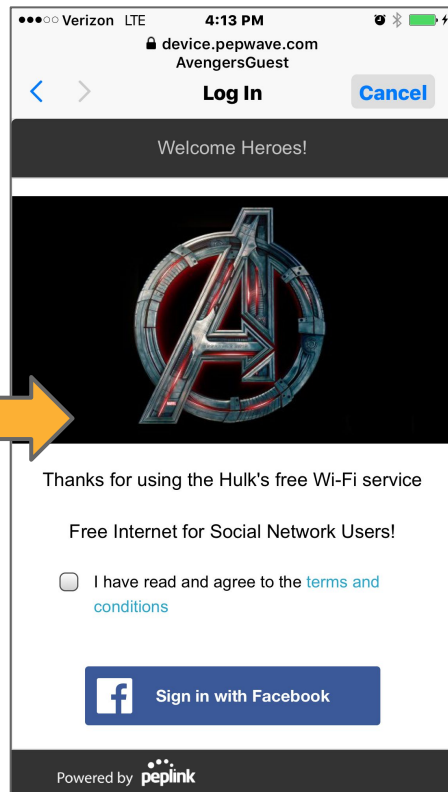 Verizon LTE 4:13 PM
device.pepwave.com
AvengersGuest
Log In
Cancel
Welcome Heroes!
A
Thanks for using the Hulk's free Wi-Fi service
Free Internet for Social Network Users!
I have read and agree to the terms and
conditions
f Sign in with Facebook
Powered by peplink